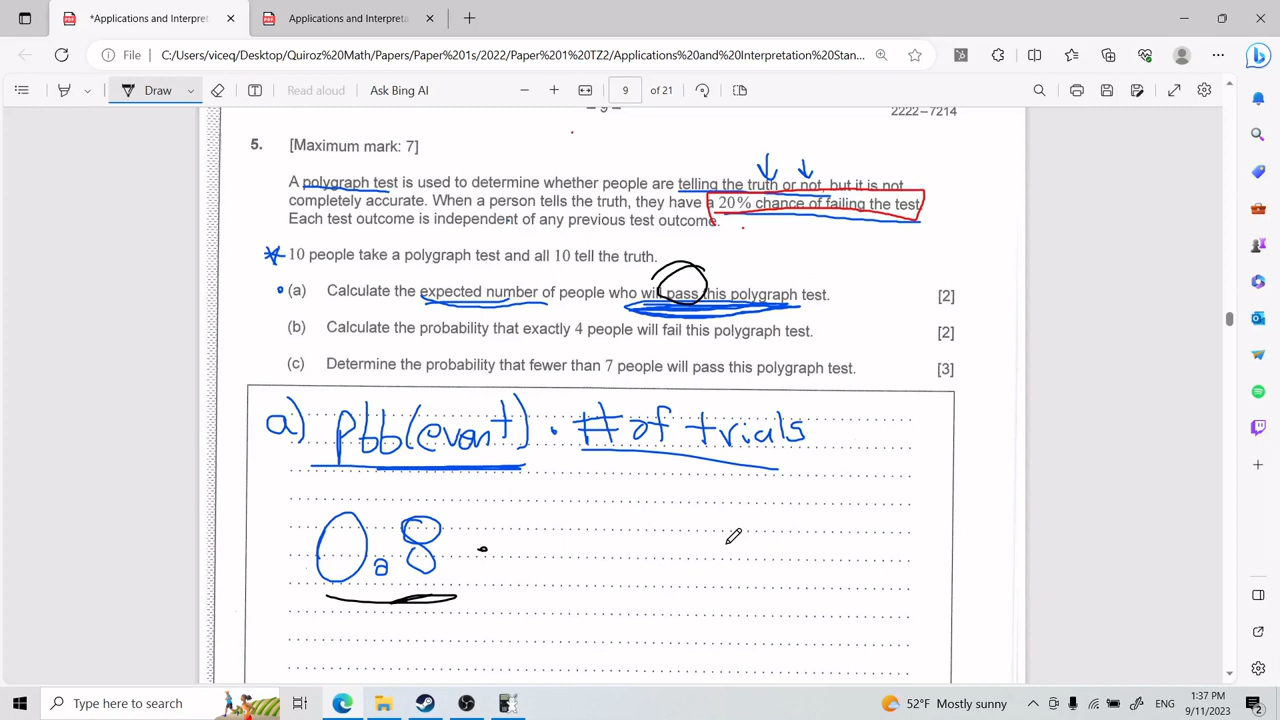 *Applications and Interpret
Applications and Interpreta
File
C:/Users/viceq/Desktop/Quiroz%20Math/Papers/Paper%201s/2022/Paper%201%20TZ2/Applications%20and%20Interpretation%20Stan...
Draw
Read aloud
Ask Bing AI
9 of 21
– 9 –
2222–7214
5. [Maximum mark: 7]
A polygraph test is used to determine whether people are telling the truth or not, but it is not
completely accurate. When a person tells the truth, they have a 20% chance of failing the test.
Each test outcome is independent of any previous test outcome.
10 people take a polygraph test and all 10 tell the truth.
(a) Calculate the expected number of people who will pass this polygraph test. [2]
(b) Calculate the probability that exactly 4 people will fail this polygraph test. [2]
(c) Determine the probability that fewer than 7 people will pass this polygraph test. [3]
a) pbb(event) · # of trials
0.8 ·
Type here to search
52°F Mostly sunny
ENG
1:37 PM
9/11/2023
2